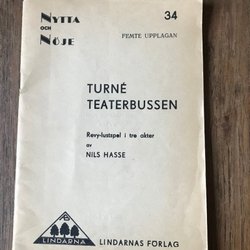 NYTTA
OCH
NÖJE
34
FEMTE UPPLAGAN
TURNÉ
TEATERBUSSEN
Revy-lustspel i tre akter
av
NILS HASSE
LINDARNA
LINDARNAS FÖRLAG